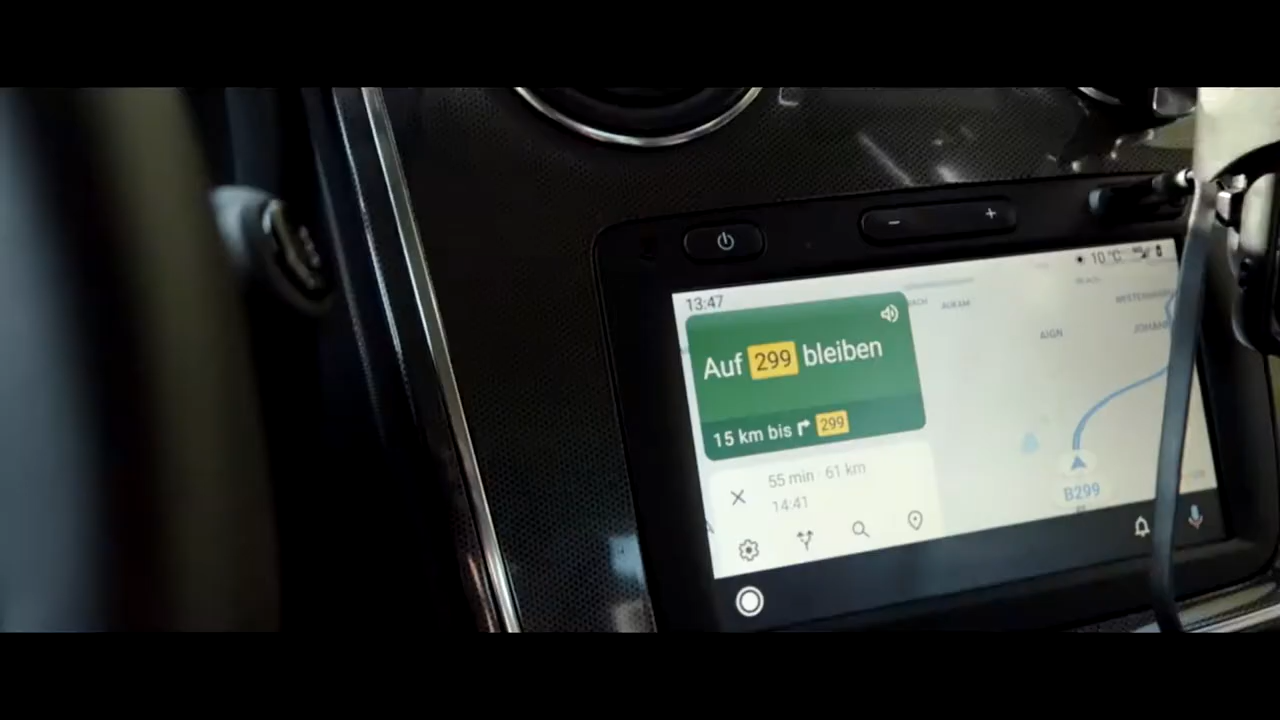 10 °C
13:47
Auf 299 bleiben
15 km bis 299
AIGN
55 min · 61 km
14:41
B299